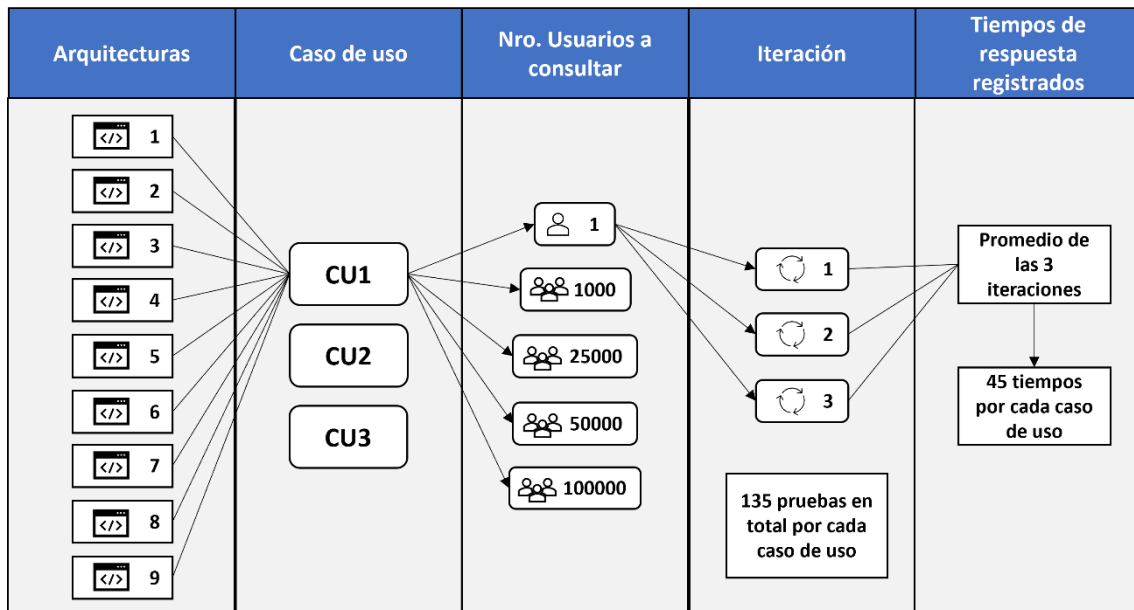 Arquitecturas
Caso de uso
Nro. Usuarios a
consultar
Iteración
Tiempos de
respuesta
registrados
</> 1
</> 2
</> 3
</> 4
</> 5
</> 6
</> 7
</> 8
</> 9
CU1
CU2
CU3
1
1000
25000
50000
100000
1
2
3
135 pruebas en
total por cada
caso de uso
Promedio de
las 3
iteraciones
45 tiempos
por cada caso
de uso